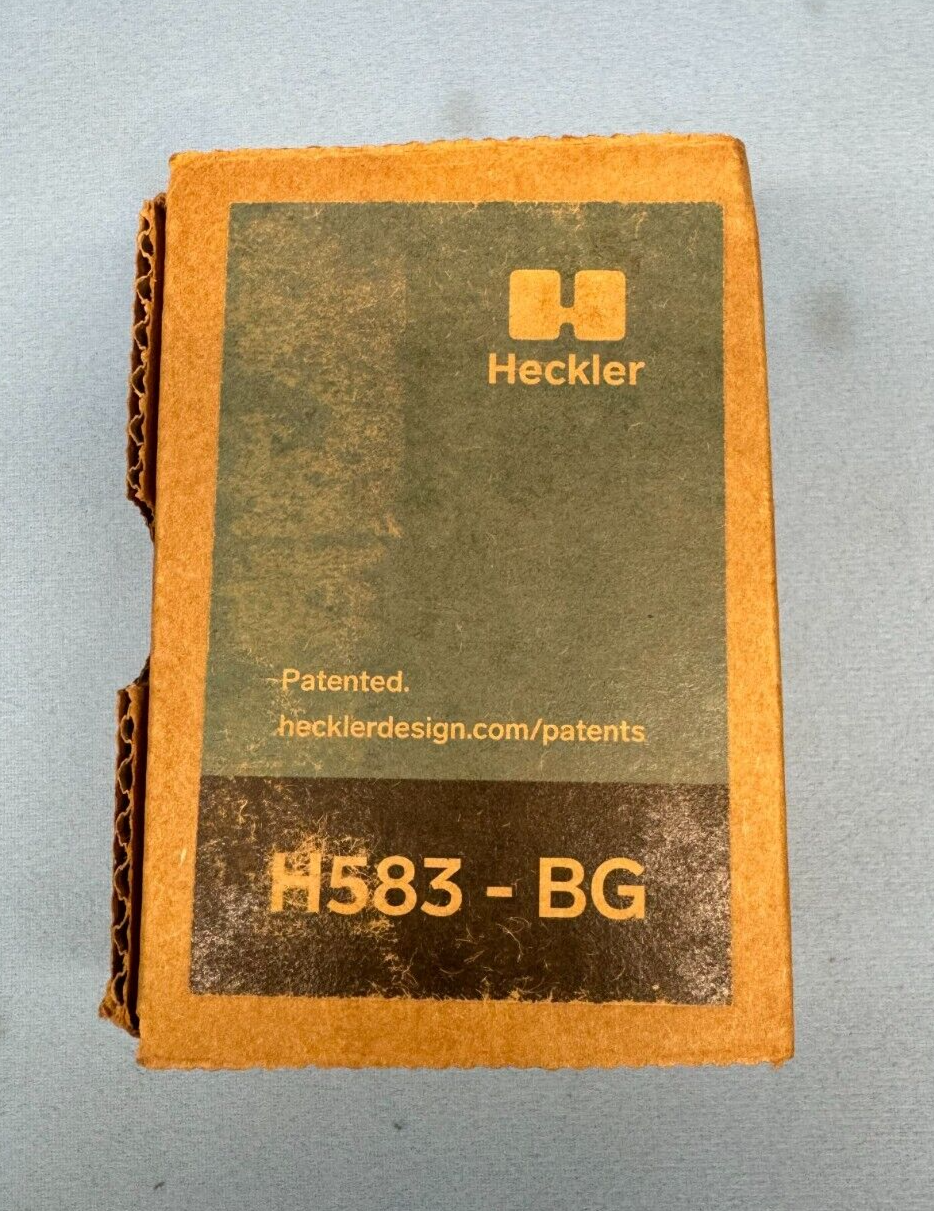 Heckler
Patented.
hecklerdesign.com/patents
H583 - BG